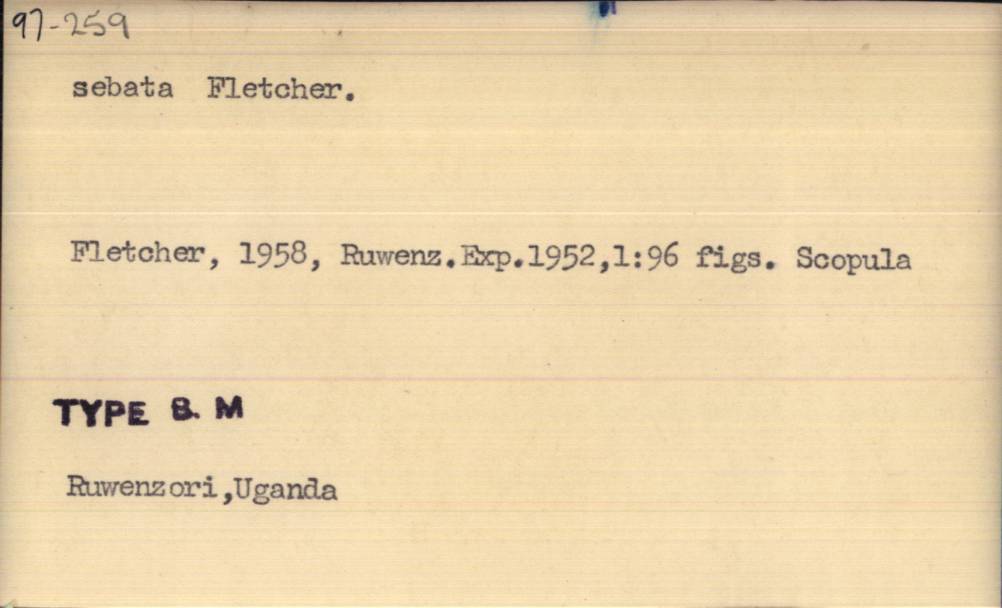 97-259
sebata Fletcher.
Fletcher, 1958, Ruwenz.Exp.1952,1:96 figs. Scopula
TYPE B. M
Ruwenzori,Uganda